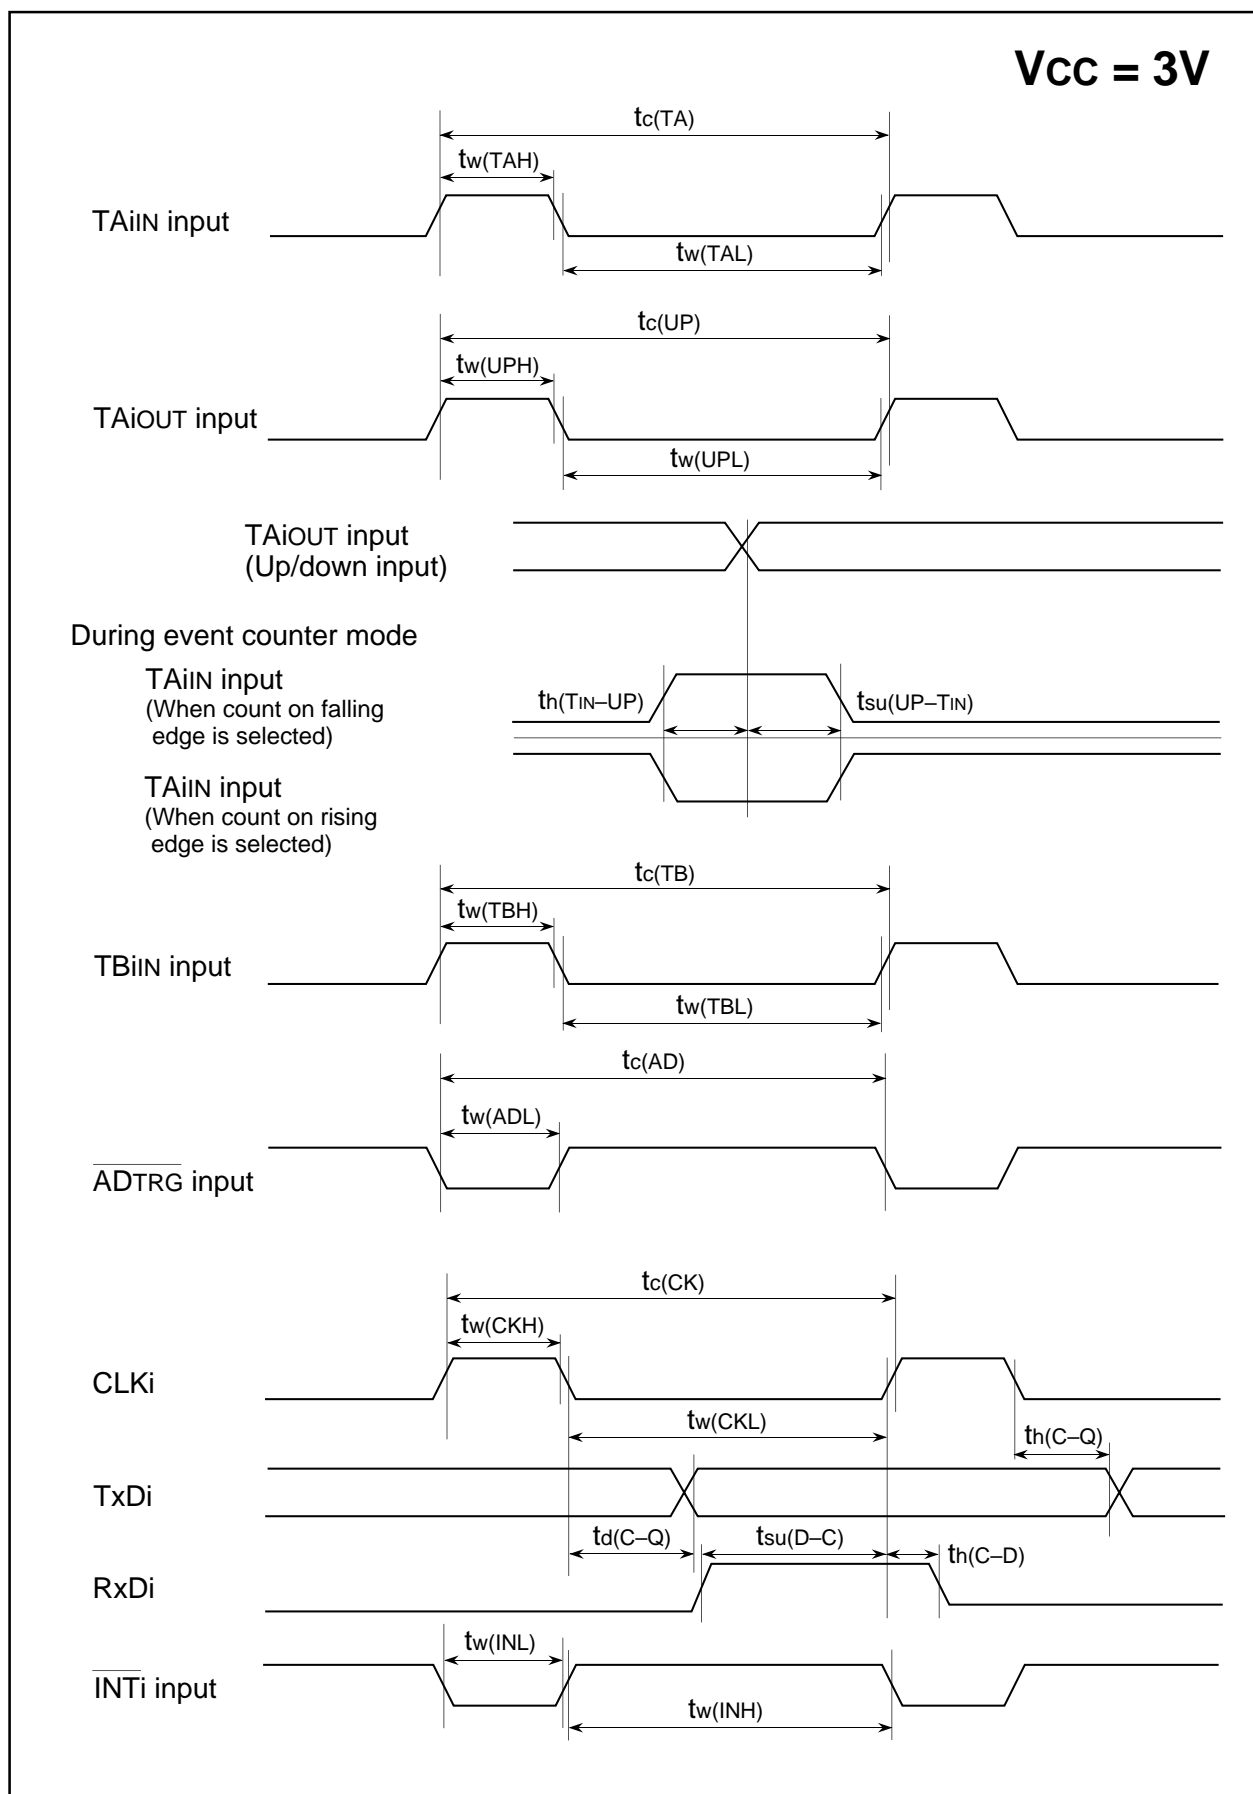 VCC = 3V
tc(TA)
tw(TAH)
TAiIN input
tw(TAL)
tc(UP)
tw(UPH)
TAiOUT input
tw(UPL)
TAiOUT input
(Up/down input)
During event counter mode
TAiIN input
(When count on falling
edge is selected)
th(TIN–UP)
tsu(UP–TIN)
TAiIN input
(When count on rising
edge is selected)
tc(TB)
tw(TBH)
TBiIN input
tw(TBL)
tc(AD)
tw(ADL)
ADTRG input
tc(CK)
tw(CKH)
CLKi
tw(CKL)
th(C–Q)
TxDi
td(C–Q)
tsu(D–C)
th(C–D)
RxDi
tw(INL)
INTi input
tw(INH)